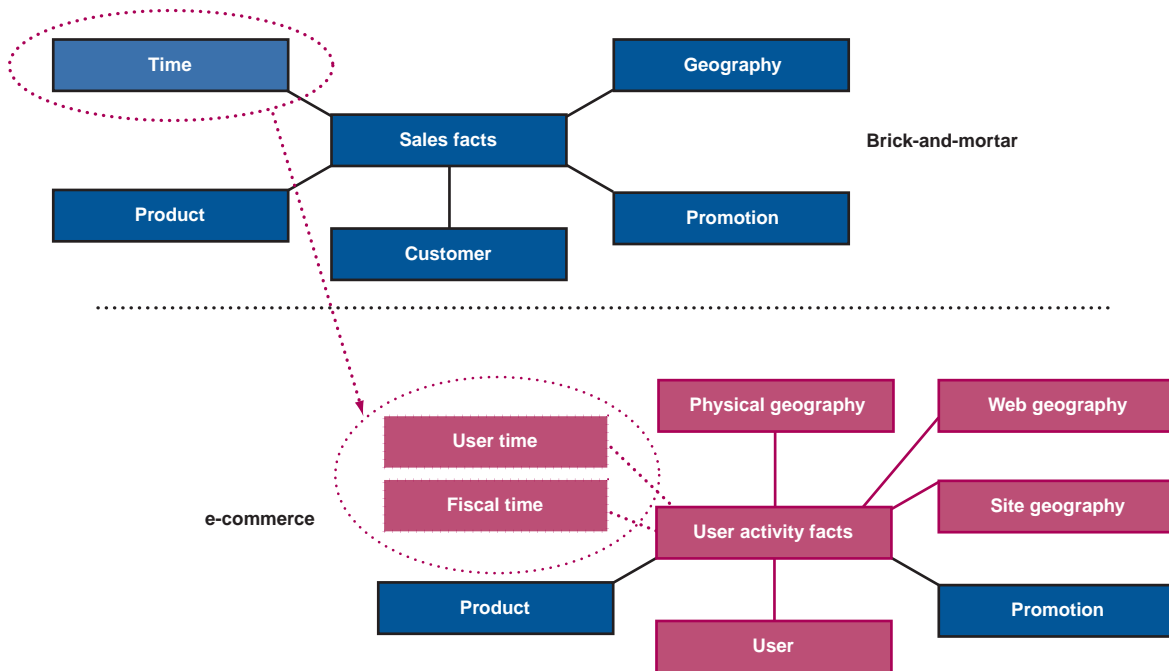 Time
Geography
Sales facts
Brick-and-mortar
Product
Promotion
Customer
Physical geography
Web geography
User time
Fiscal time
Site geography
e-commerce
User activity facts
Product
Promotion
User